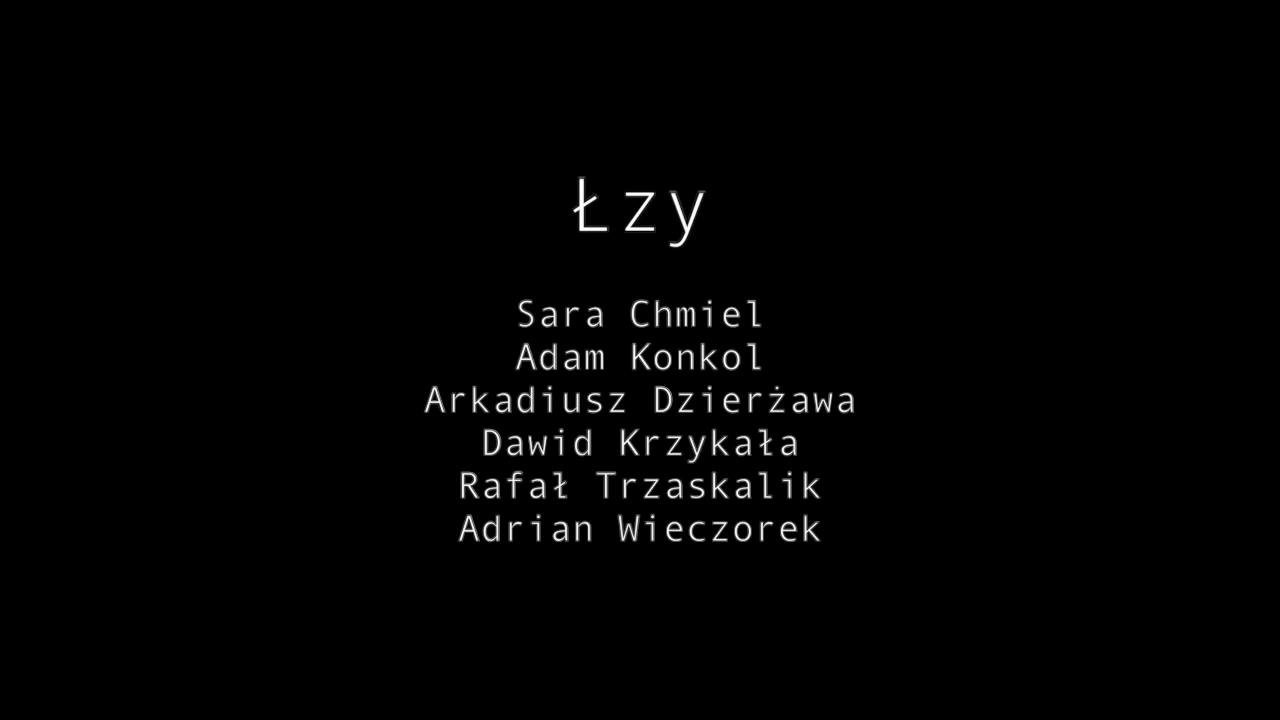 Łzy
Sara Chmiel
Adam Konkol
Arkadiusz Dzierżawa
Dawid Krzykała
Rafał Trzaskalik
Adrian Wieczorek